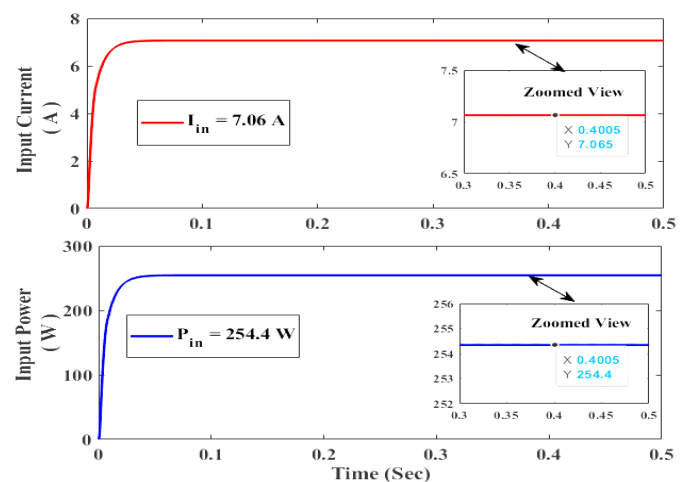 8
6
4
2
0
Input Current
( A )
I_in = 7.06 A
7.5
7
6.5
Zoomed View
X 0.4005
Y 7.065
0.3 0.35 0.4 0.45 0.5
0 0.1 0.2 0.3 0.4 0.5
300
200
100
0
Input Power
( W )
P_in = 254.4 W
256
255
254
253
252
Zoomed View
X 0.4005
Y 254.4
0.3 0.35 0.4 0.45 0.5
0 0.1 0.2 0.3 0.4 0.5
Time (Sec)